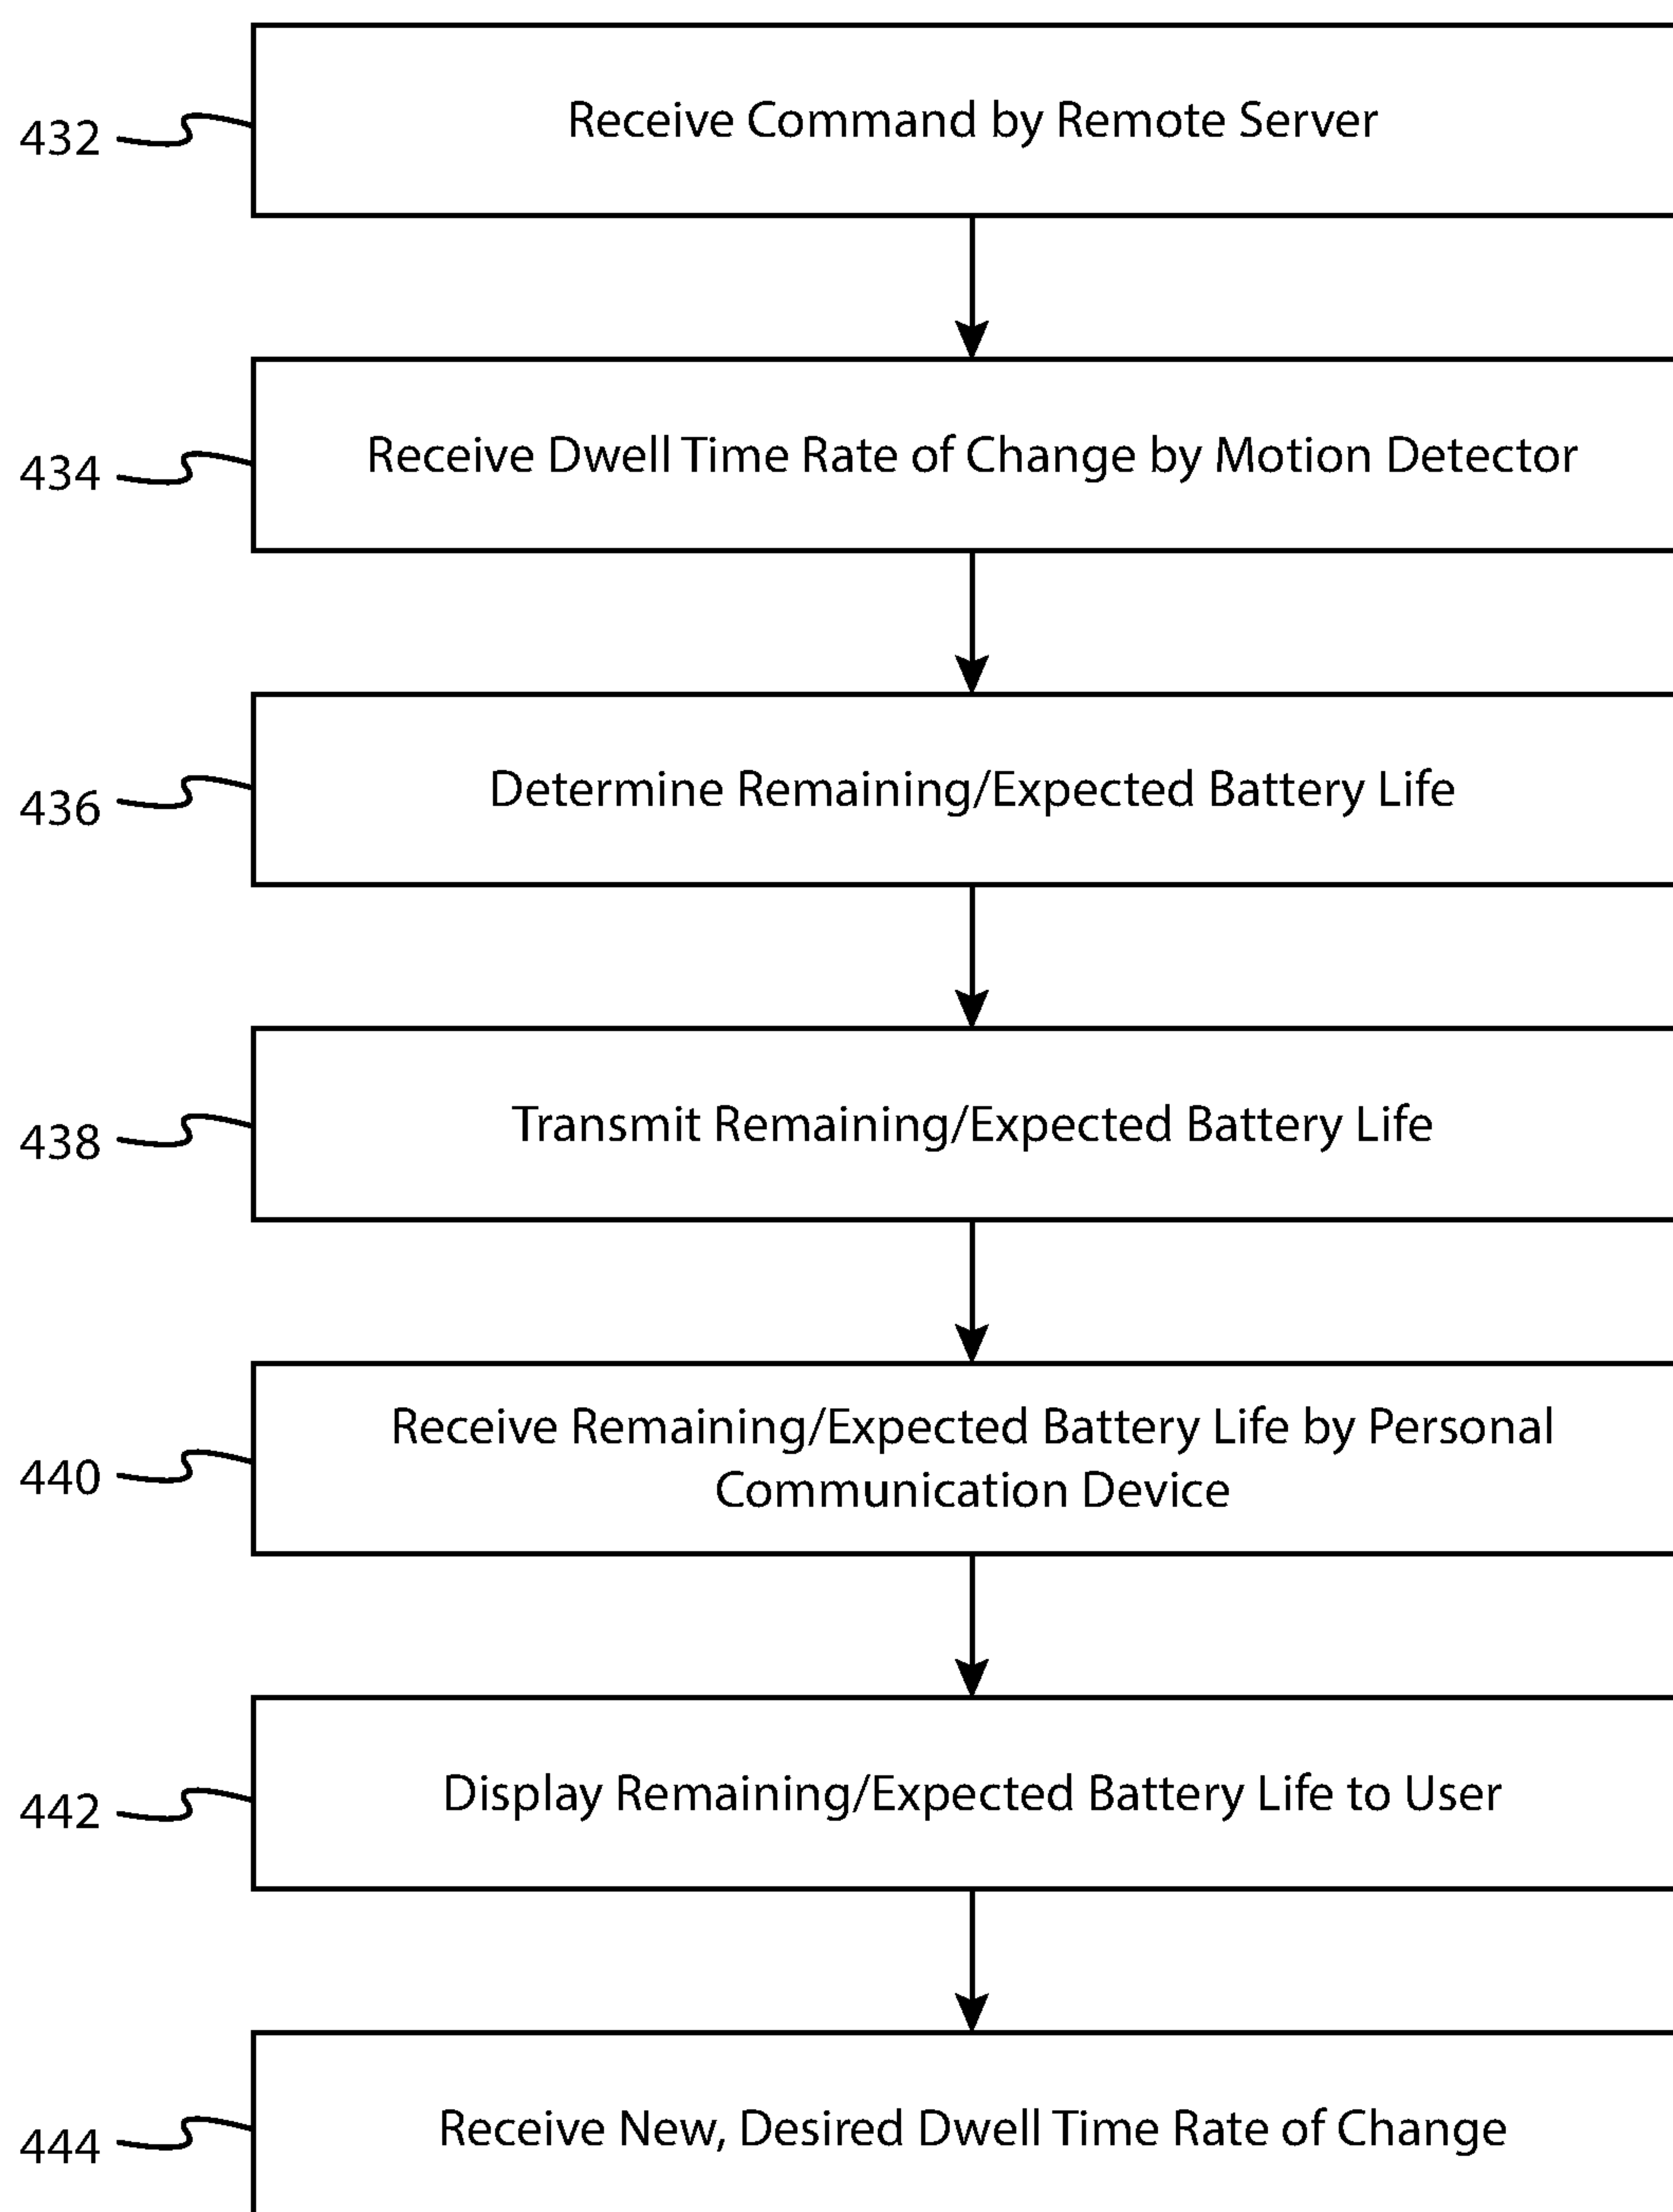 432
Receive Command by Remote Server
434
Receive Dwell Time Rate of Change by Motion Detector
436
Determine Remaining/Expected Battery Life
438
Transmit Remaining/Expected Battery Life
440
Receive Remaining/Expected Battery Life by Personal
Communication Device
442
Display Remaining/Expected Battery Life to User
444
Receive New, Desired Dwell Time Rate of Change